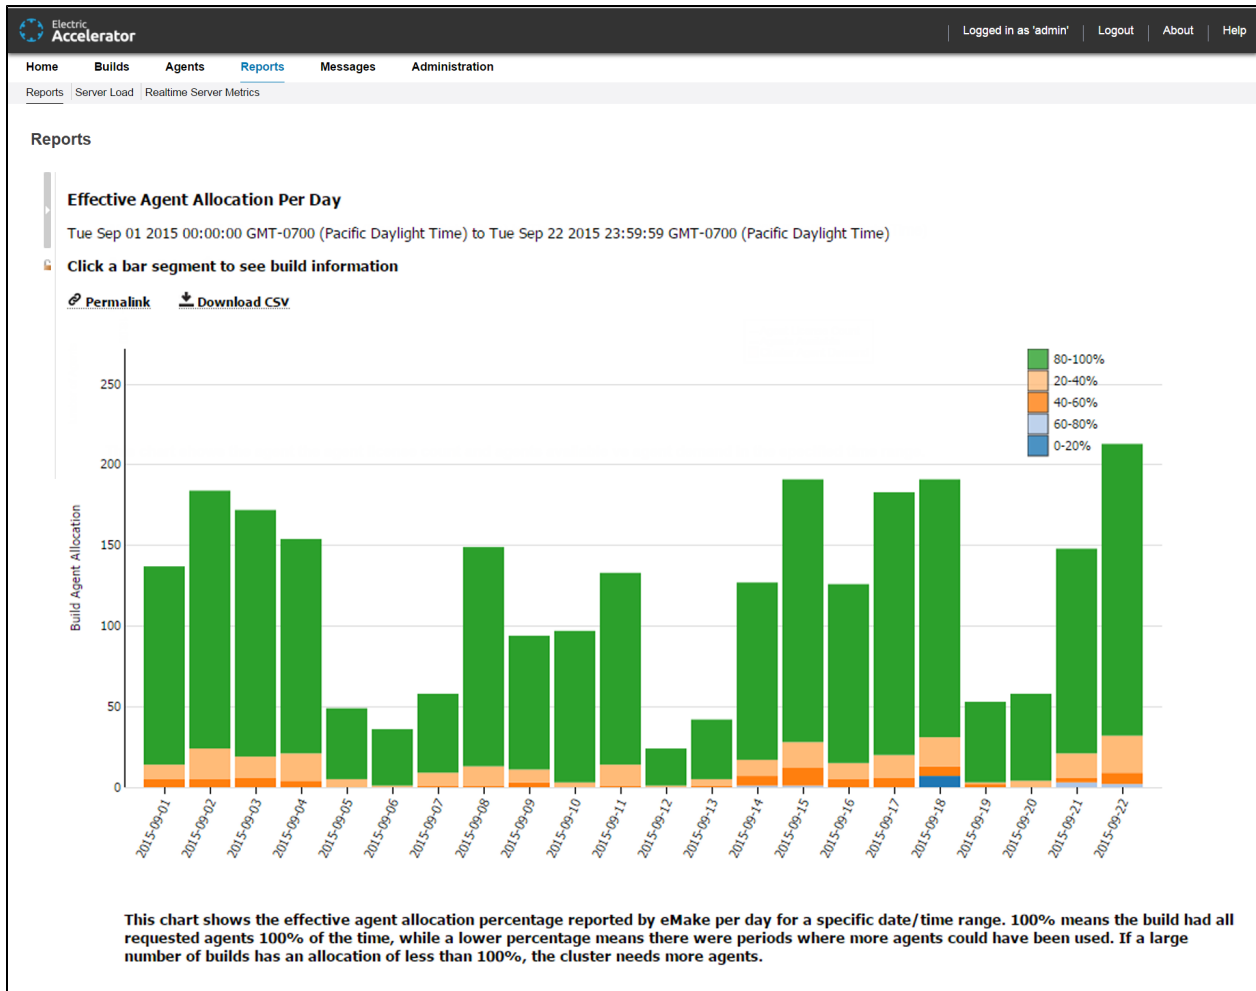 Electric
Accelerator
Logged in as 'admin' Logout About Help
Home Builds Agents Reports Messages Administration
Reports Server Load Realtime Server Metrics
Reports
Effective Agent Allocation Per Day
Tue Sep 01 2015 00:00:00 GMT-0700 (Pacific Daylight Time) to Tue Sep 22 2015 23:59:59 GMT-0700 (Pacific Daylight Time)
Click a bar segment to see build information
Permalink Download CSV
80-100%
20-40%
40-60%
60-80%
0-20%
250
200
150
100
50
0
Build Agent Allocation
2015-09-01
2015-09-02
2015-09-03
2015-09-04
2015-09-05
2015-09-06
2015-09-07
2015-09-08
2015-09-09
2015-09-10
2015-09-11
2015-09-12
2015-09-13
2015-09-14
2015-09-15
2015-09-16
2015-09-17
2015-09-18
2015-09-19
2015-09-20
2015-09-21
2015-09-22
This chart shows the effective agent allocation percentage reported by eMake per day for a specific date/time range. 100% means the build had all
requested agents 100% of the time, while a lower percentage means there were periods where more agents could have been used. If a large
number of builds has an allocation of less than 100%, the cluster needs more agents.